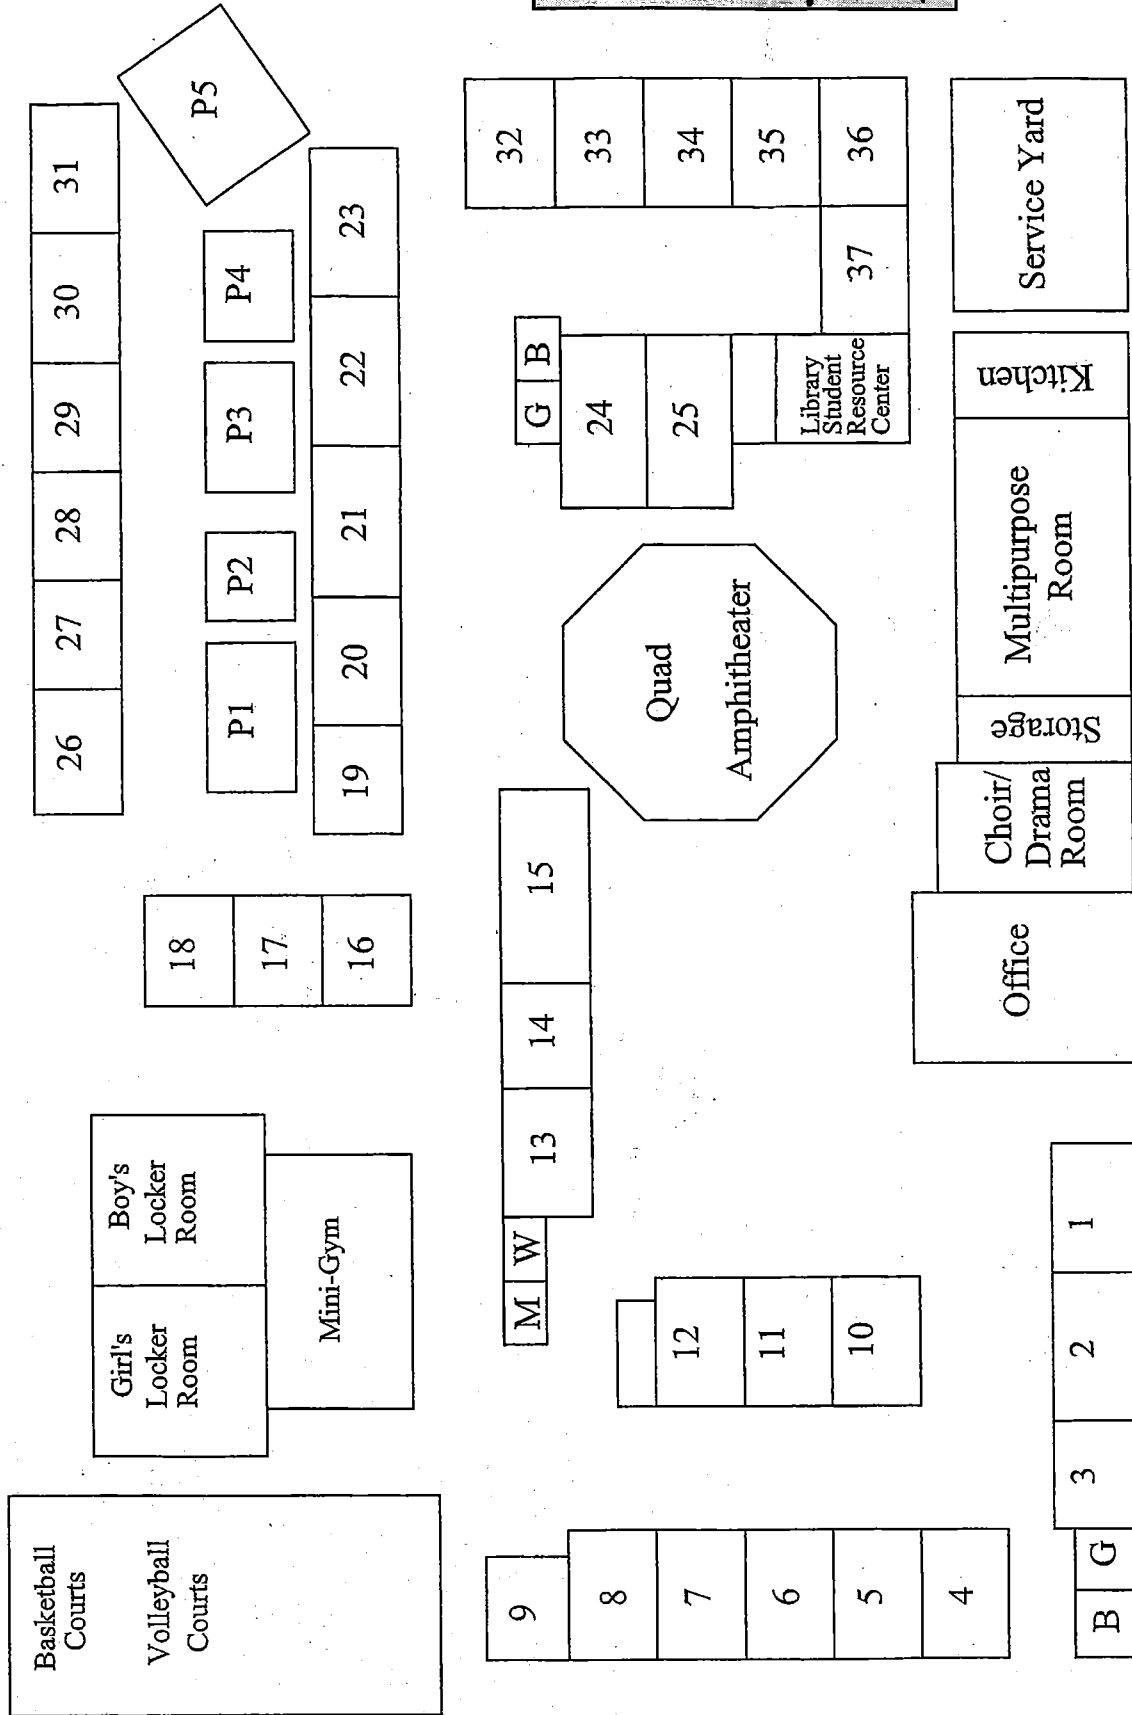 Basketball
Courts
Volleyball
Courts
Girl's
Locker
Room
Boy's
Locker
Room
Mini-Gym
18
17
16
26
27
28
29
30
31
P1
P2
P3
P4
P5
19
20
21
22
23
9
8
7
6
5
4
M
W
13
14
15
12
11
10
Quad
Amphitheater
G
B
24
25
Library
Student
Resource
Center
32
33
34
35
36
37
B
G
3
2
1
Office
Choir/
Drama
Room
Storage
Multipurpose
Room
Kitchen
Service Yard